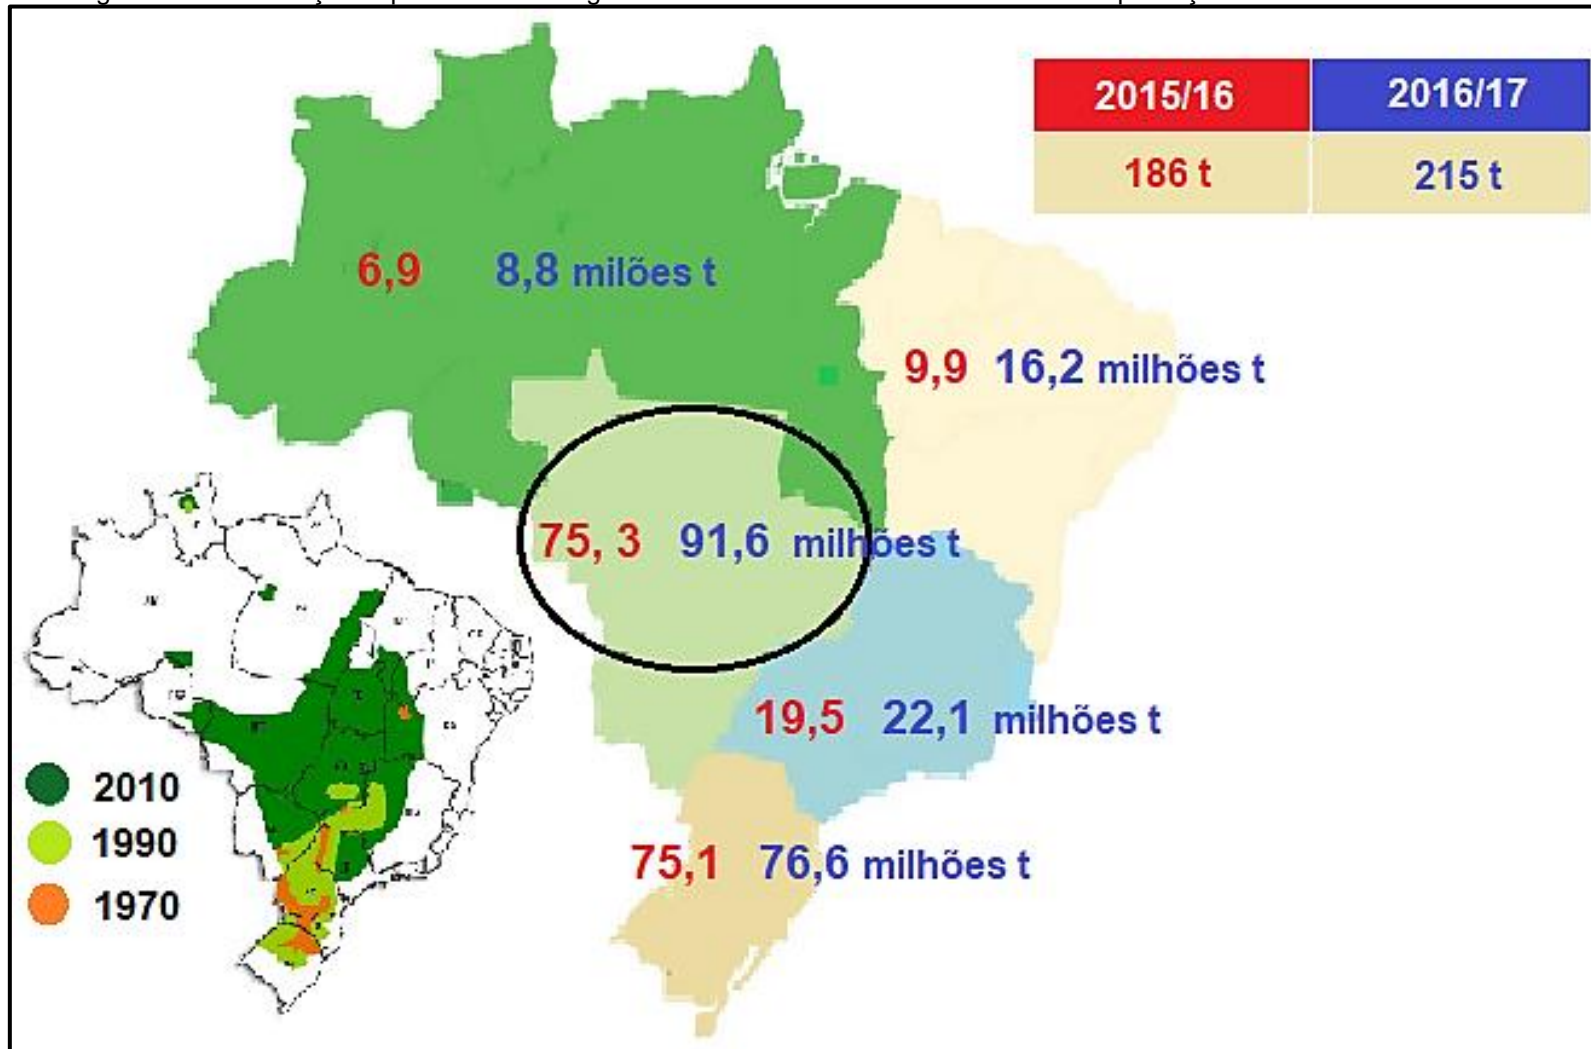 2015/16 2016/17
186 t 215 t
6,9 8,8 milões t
9,9 16,2 milhões t
75, 3 91,6 milhões t
19,5 22,1 milhões t
75,1 76,6 milhões t
2010
1990
1970